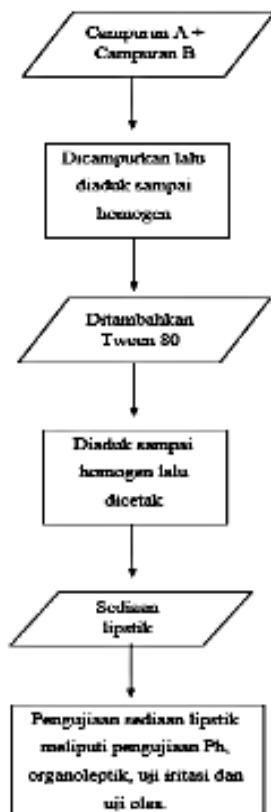 Campuran A +
Campuran B
Dicampurkan lalu
diaduk sampai
homogen
Ditambahkan
Tween 80
Diaduk sampai
homogen lalu
dicetak
Sediaan
lipstik
Pengujiaan sediaan lipstik
meliputi pengujiaan Ph,
organoleptik, uji iritasi dan
uji oles.